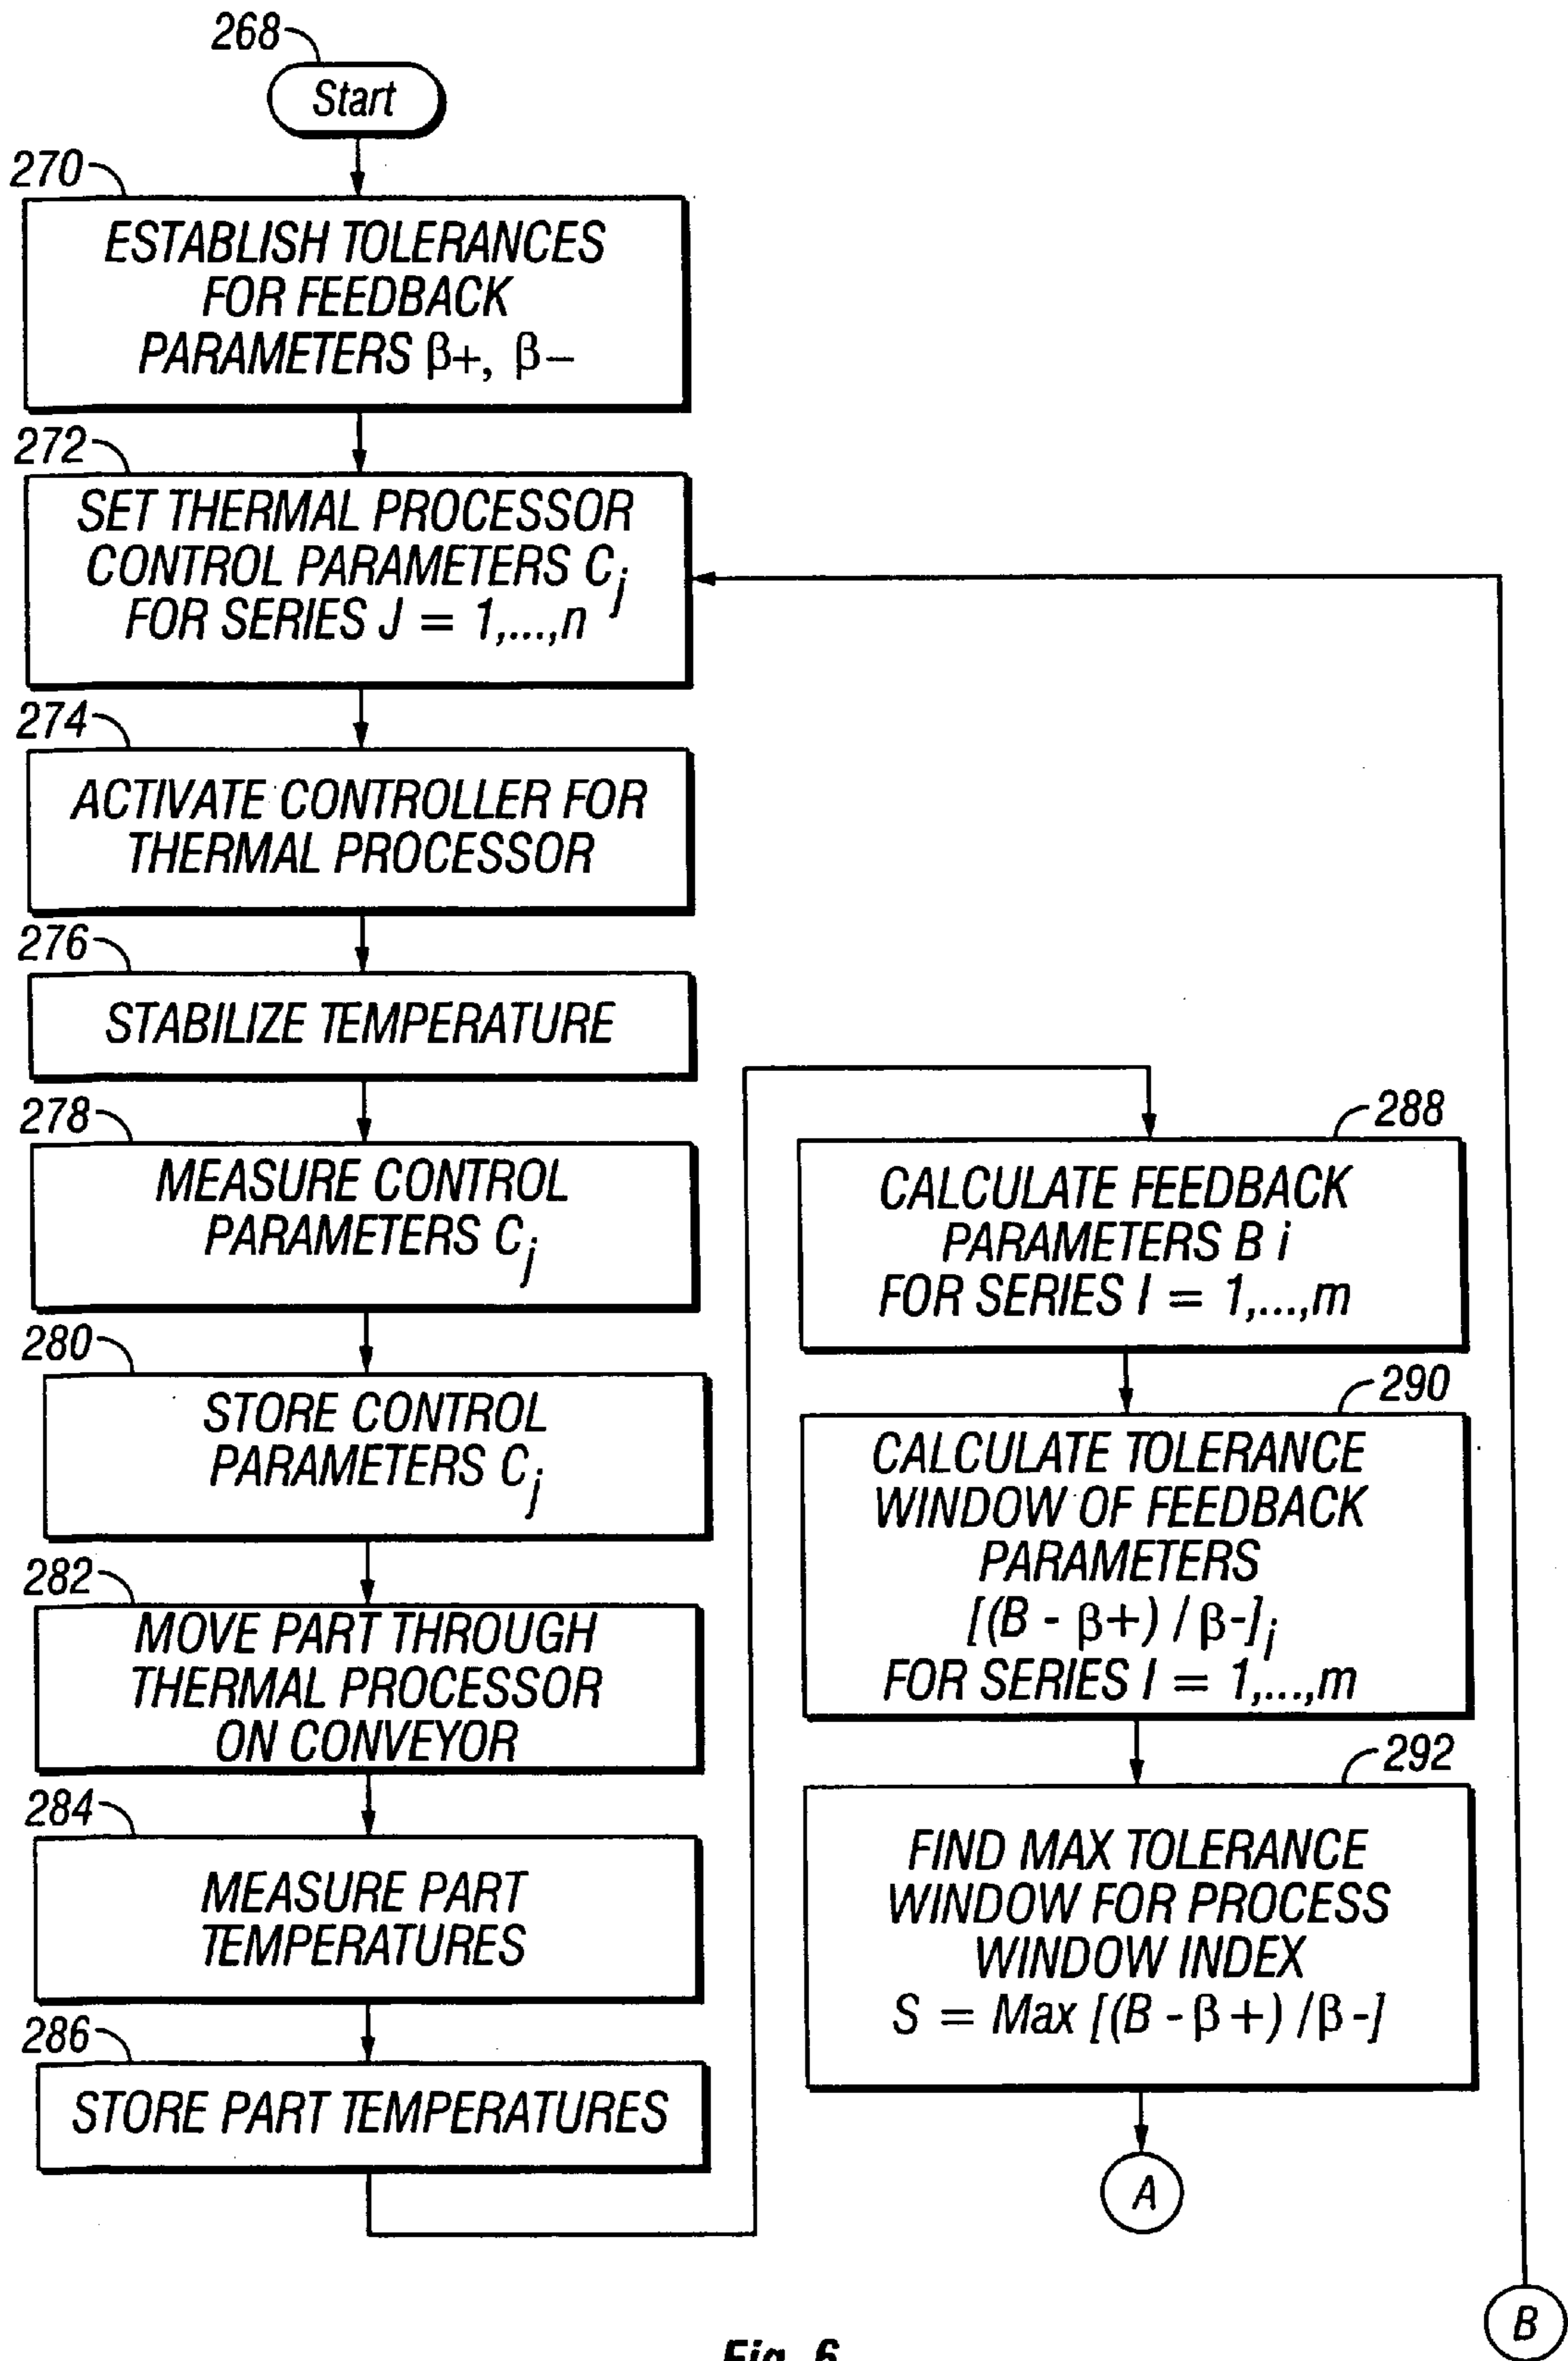 268
Start
270
ESTABLISH TOLERANCES
FOR FEEDBACK
PARAMETERS β+, β−
272
SET THERMAL PROCESSOR
CONTROL PARAMETERS Cj
FOR SERIES J = 1,...,n
274
ACTIVATE CONTROLLER FOR
THERMAL PROCESSOR
276
STABILIZE TEMPERATURE
278
MEASURE CONTROL
PARAMETERS Cj
280
STORE CONTROL
PARAMETERS Cj
282
MOVE PART THROUGH
THERMAL PROCESSOR
ON CONVEYOR
284
MEASURE PART
TEMPERATURES
286
STORE PART TEMPERATURES
288
CALCULATE FEEDBACK
PARAMETERS B i
FOR SERIES I = 1,...,m
290
CALCULATE TOLERANCE
WINDOW OF FEEDBACK
PARAMETERS
[(B - β+) / β-]i
FOR SERIES I = 1,...,m
292
FIND MAX TOLERANCE
WINDOW FOR PROCESS
WINDOW INDEX
S = Max [(B - β +) / β -]
A
B
Fig. 6